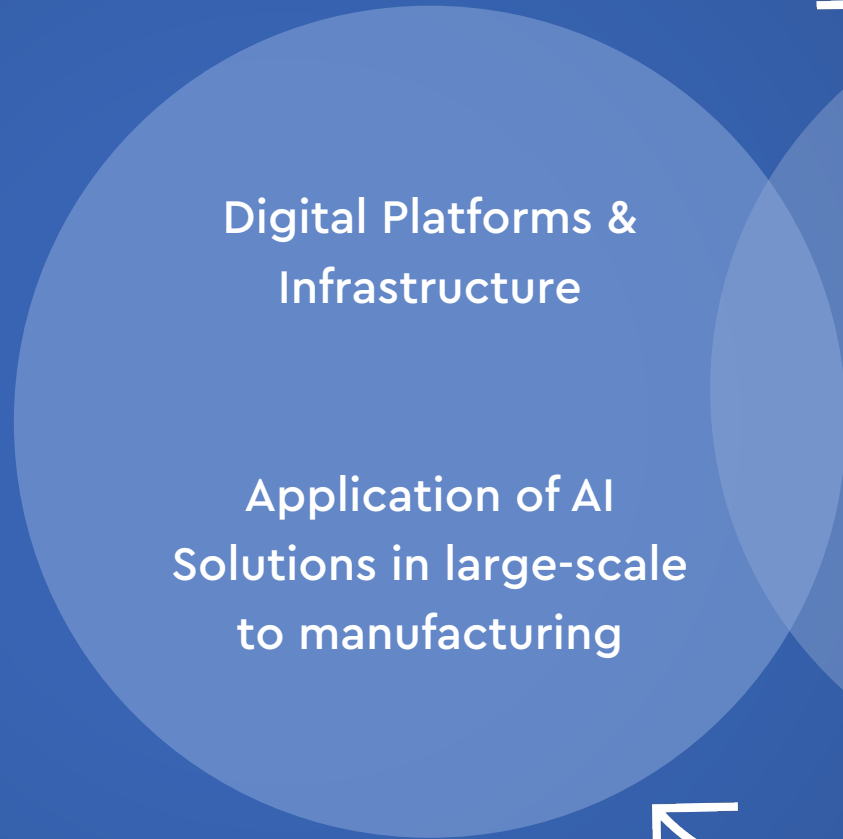 Digital Platforms &
Infrastructure
Application of AI
Solutions in large-scale
to manufacturing